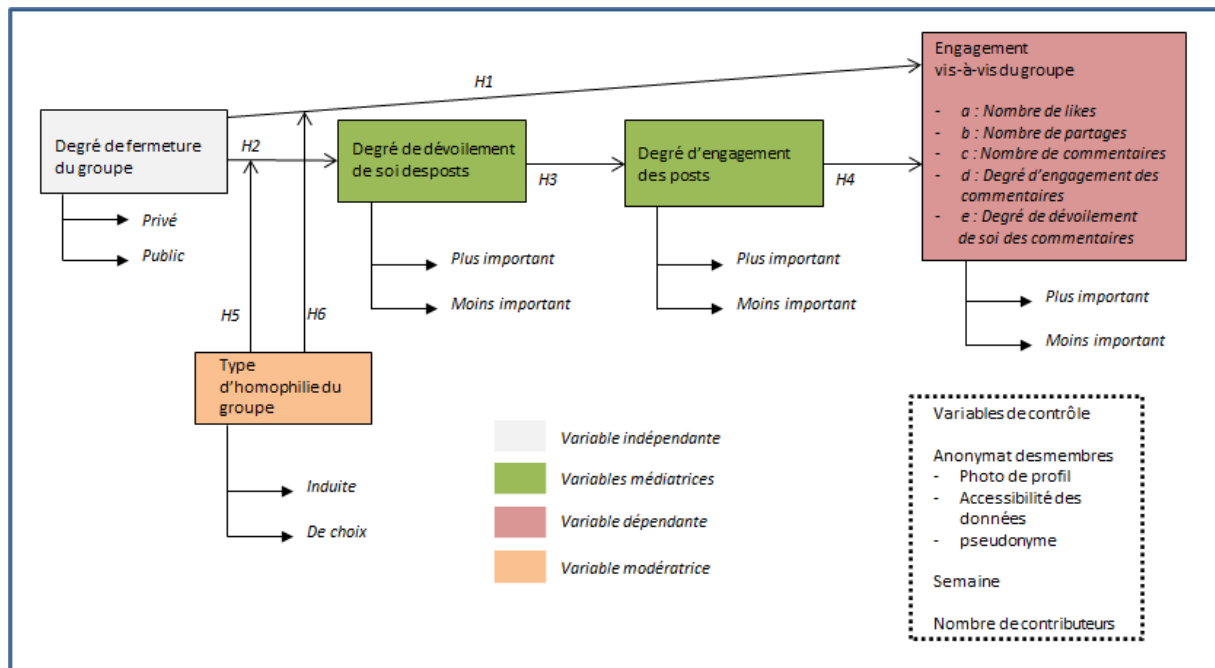 Engagement
vis-à-vis du groupe
- a : Nombre de likes
- b : Nombre de partages
- c : Nombre de commentaires
- d : Degré d'engagement des
commentaires
- e : Degré de dévoilement
de soi des commentaires
H1
Degré de fermeture
du groupe
H2
Degré de dévoilement
de soi desposts
H3
Degré d'engagement
des posts
H4
Privé
Public
Plus important
Moins important
Plus important
Moins important
Plus important
Moins important
H5
H6
Type
d'homophilie du
groupe
Induite
De choix
Variable indépendante
Variables médiatrices
Variable dépendante
Variable modératrice
Variables de contrôle
Anonymat desmembres
- Photo de profil
- Accessibilité des
données
- pseudonyme
Semaine
Nombre de contributeurs